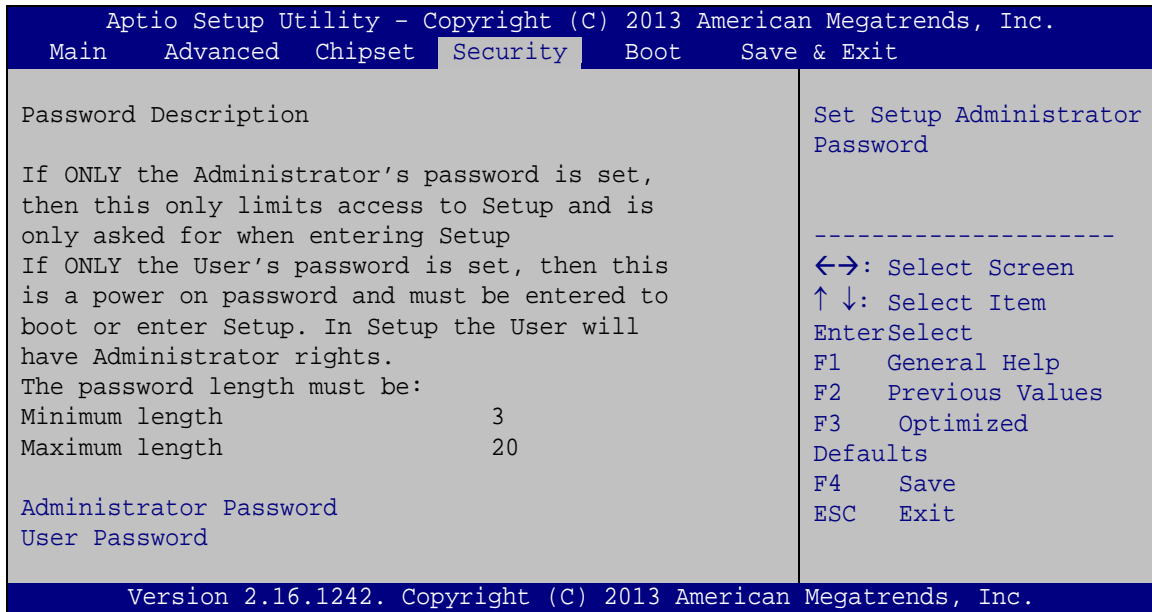 Aptio Setup Utility – Copyright (C) 2013 American Megatrends, Inc.
Main Advanced Chipset Security Boot Save & Exit
Password Description
If ONLY the Administrator’s password is set,
then this only limits access to Setup and is
only asked for when entering Setup
If ONLY the User’s password is set, then this
is a power on password and must be entered to
boot or enter Setup. In Setup the User will
have Administrator rights.
The password length must be:
Minimum length 3
Maximum length 20
Administrator Password
User Password
Set Setup Administrator
Password
---------------------
←→: Select Screen
↑ ↓: Select Item
EnterSelect
F1 General Help
F2 Previous Values
F3 Optimized
Defaults
F4 Save
ESC Exit
Version 2.16.1242. Copyright (C) 2013 American Megatrends, Inc.